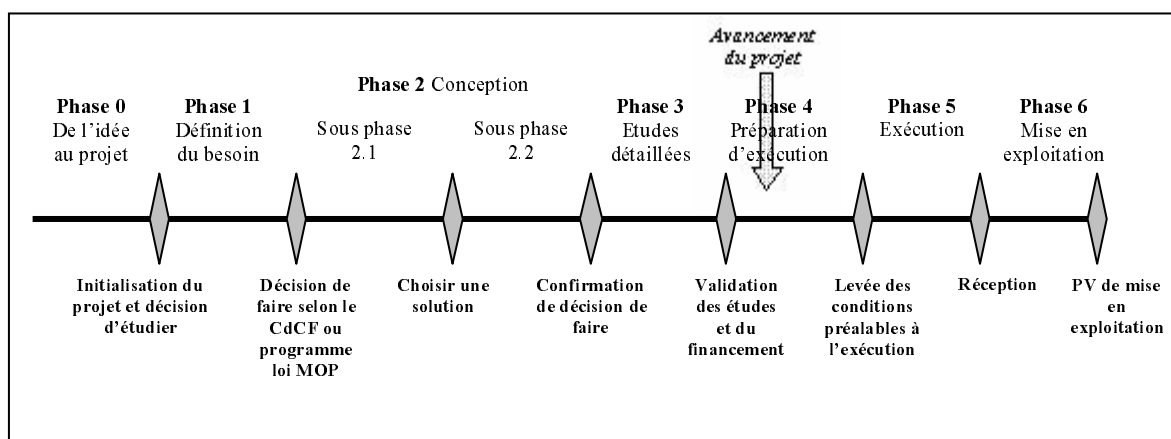 Avancement
du projet
Phase 2 Conception
Phase 0
De l’idée
au projet
Phase 1
Définition
du besoin
Sous phase
2.1
Sous phase
2.2
Phase 3
Etudes
détaillées
Phase 4
Préparation
d’exécution
Phase 5
Exécution
Phase 6
Mise en
exploitation
Initialisation du
projet et décision
d’étudier
Décision de
faire selon le
CdCF ou
programme
loi MOP
Choisir une
solution
Confirmation
de décision de
faire
Validation
des études
et du
financement
Levée des
conditions
préalables à
l’exécution
Réception
PV de mise
en
exploitation